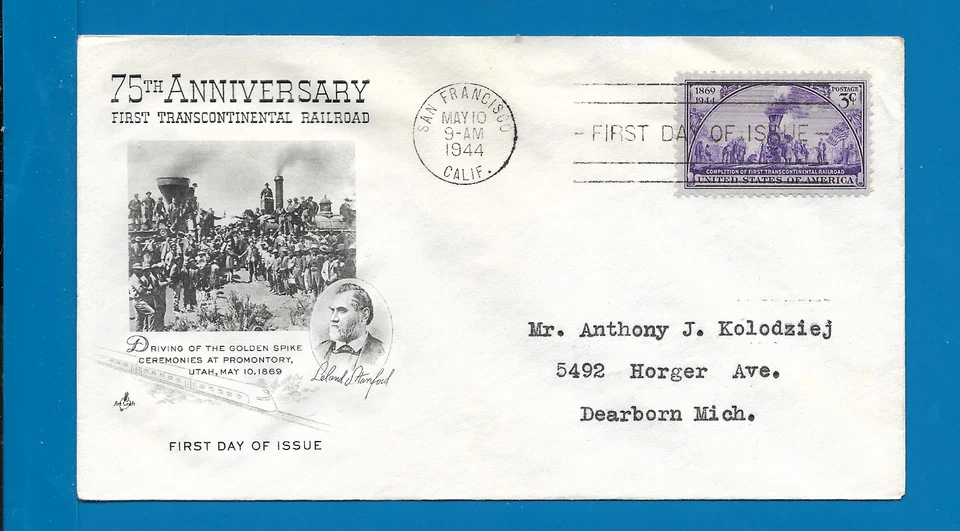 75TH ANNIVERSARY
FIRST TRANSCONTINENTAL RAILROAD
DRIVING OF THE GOLDEN SPIKE
CEREMONIES AT PROMONTORY,
UTAH, MAY 10, 1869
Leland Stanford
Art Craft
FIRST DAY OF ISSUE
SAN FRANCISCO
MAY 10
9-AM
1944
CALIF.
- FIRST DAY OF ISSUE -
1869
1944
POSTAGE
3¢
COMPLETION OF FIRST TRANSCONTINENTAL RAILROAD
UNITED STATES OF AMERICA
Mr. Anthony J. Kolodziej
5492 Horger Ave.
Dearborn Mich.